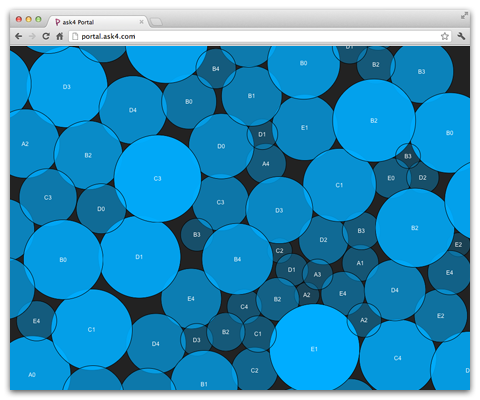 ask4 Portal
portal.ask4.com
D1
B4
B0
B2
B3
D3
D4
B0
B1
B2
D1
E1
B0
A2
B2
D0
A4
B3
C3
E0
D2
C1
C3
D0
C3
D3
B3
D2
B3
B2
E2
B0
D1
B4
C2
D1
A3
A1
E4
E4
C4
B2
A2
E4
D4
E4
C1
D4
D3
B2
C1
A2
E2
E1
C4
A0
B1
C2
D4